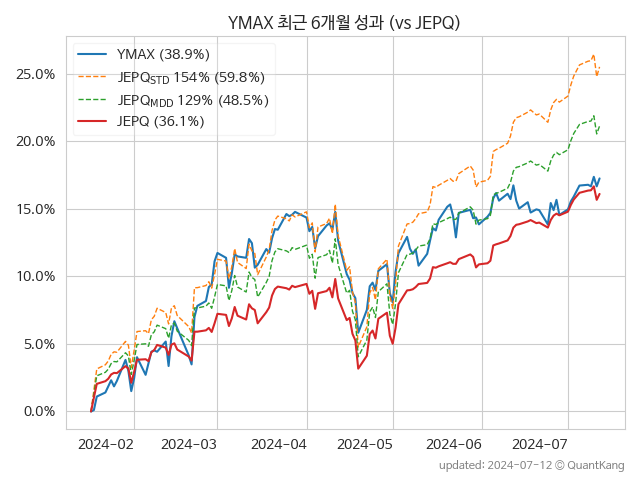 YMAX 최근 6개월 성과 (vs JEPQ)
YMAX (38.9%)
JEPQ_STD 154% (59.8%)
JEPQ_MDD 129% (48.5%)
JEPQ (36.1%)
25.0%
20.0%
15.0%
10.0%
5.0%
0.0%
2024-02 2024-03 2024-04 2024-05 2024-06 2024-07
updated: 2024-07-12 © QuantKang